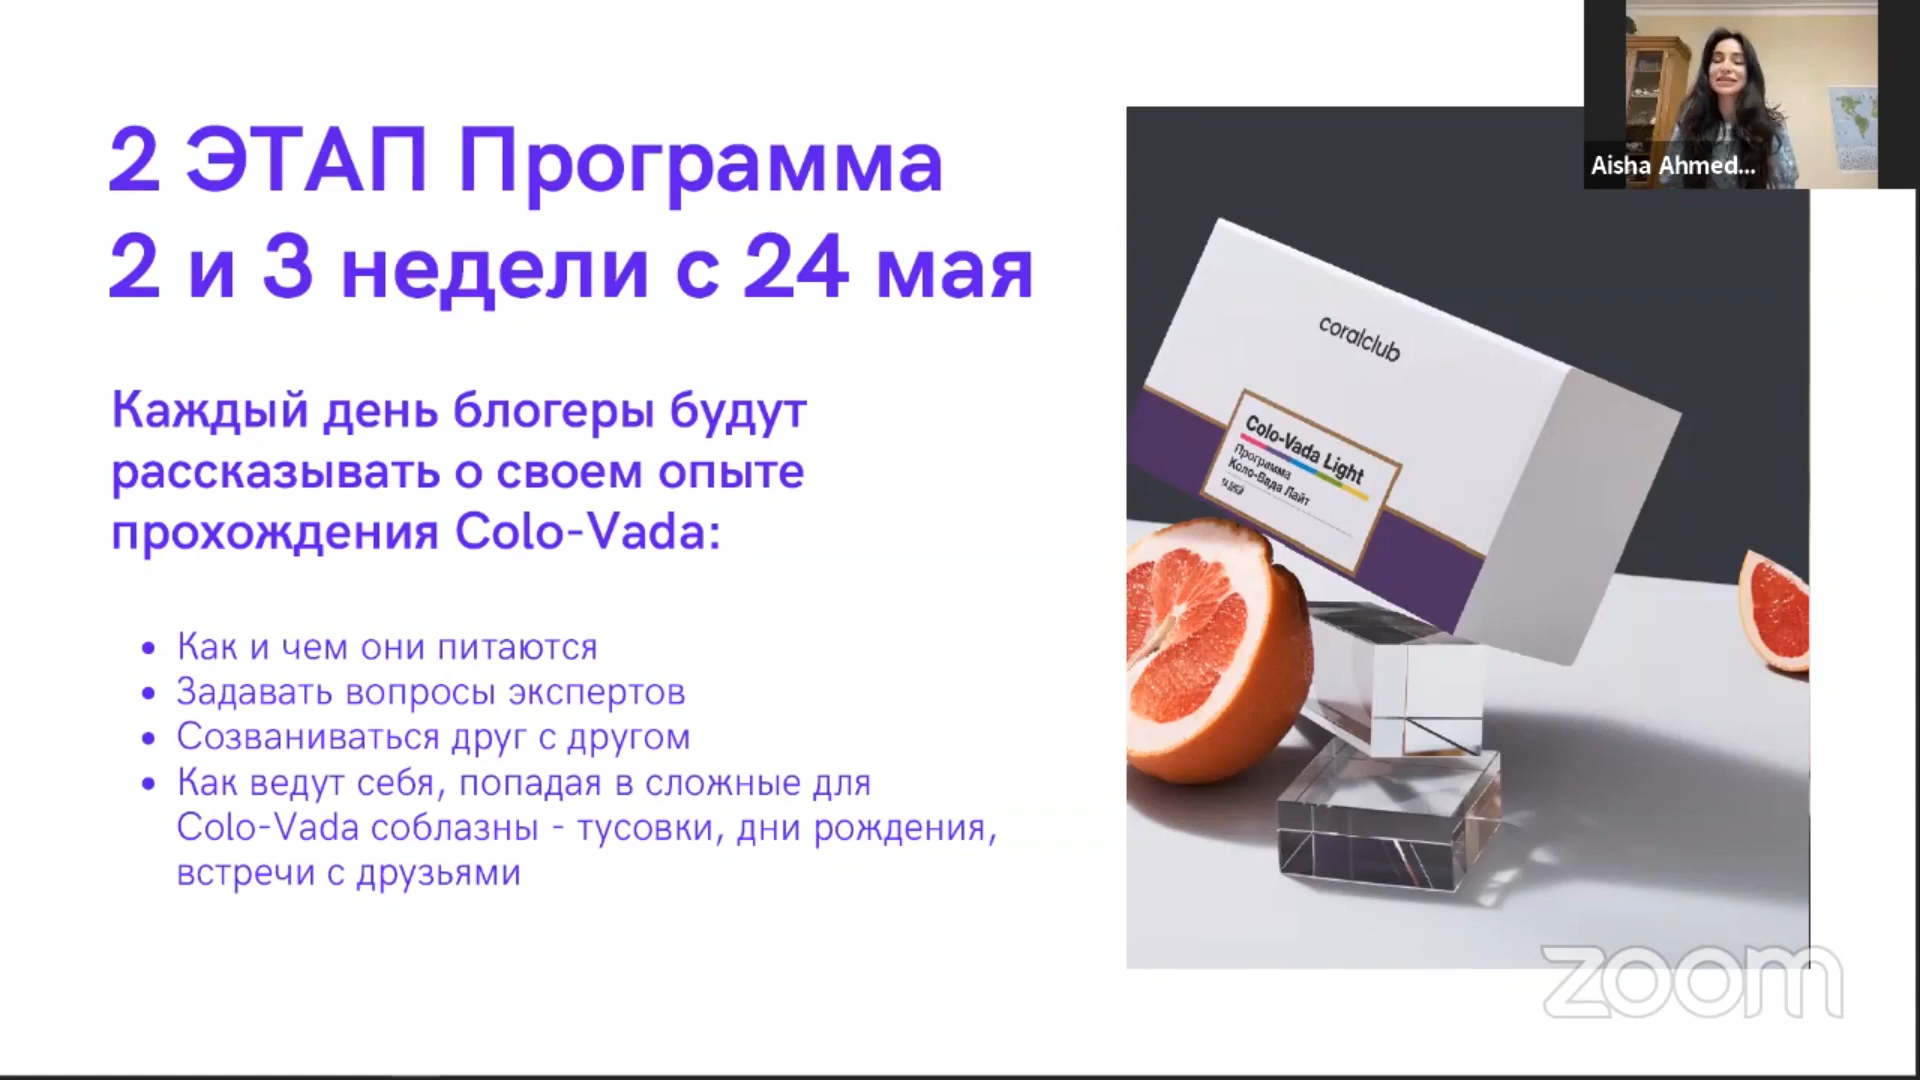 2 ЭТАП Программа
2 и 3 недели с 24 мая
Каждый день блогеры будут
рассказывать о своем опыте
прохождения Colo-Vada:
• Как и чем они питаются
• Задавать вопросы экспертов
• Созваниваться друг с другом
• Как ведут себя, попадая в сложные для
Colo-Vada соблазны - тусовки, дни рождения,
встречи с друзьями
Aisha Ahmed...
coralclub
Colo-Vada Light
Программа
Коло-Вада Лайт
zoom